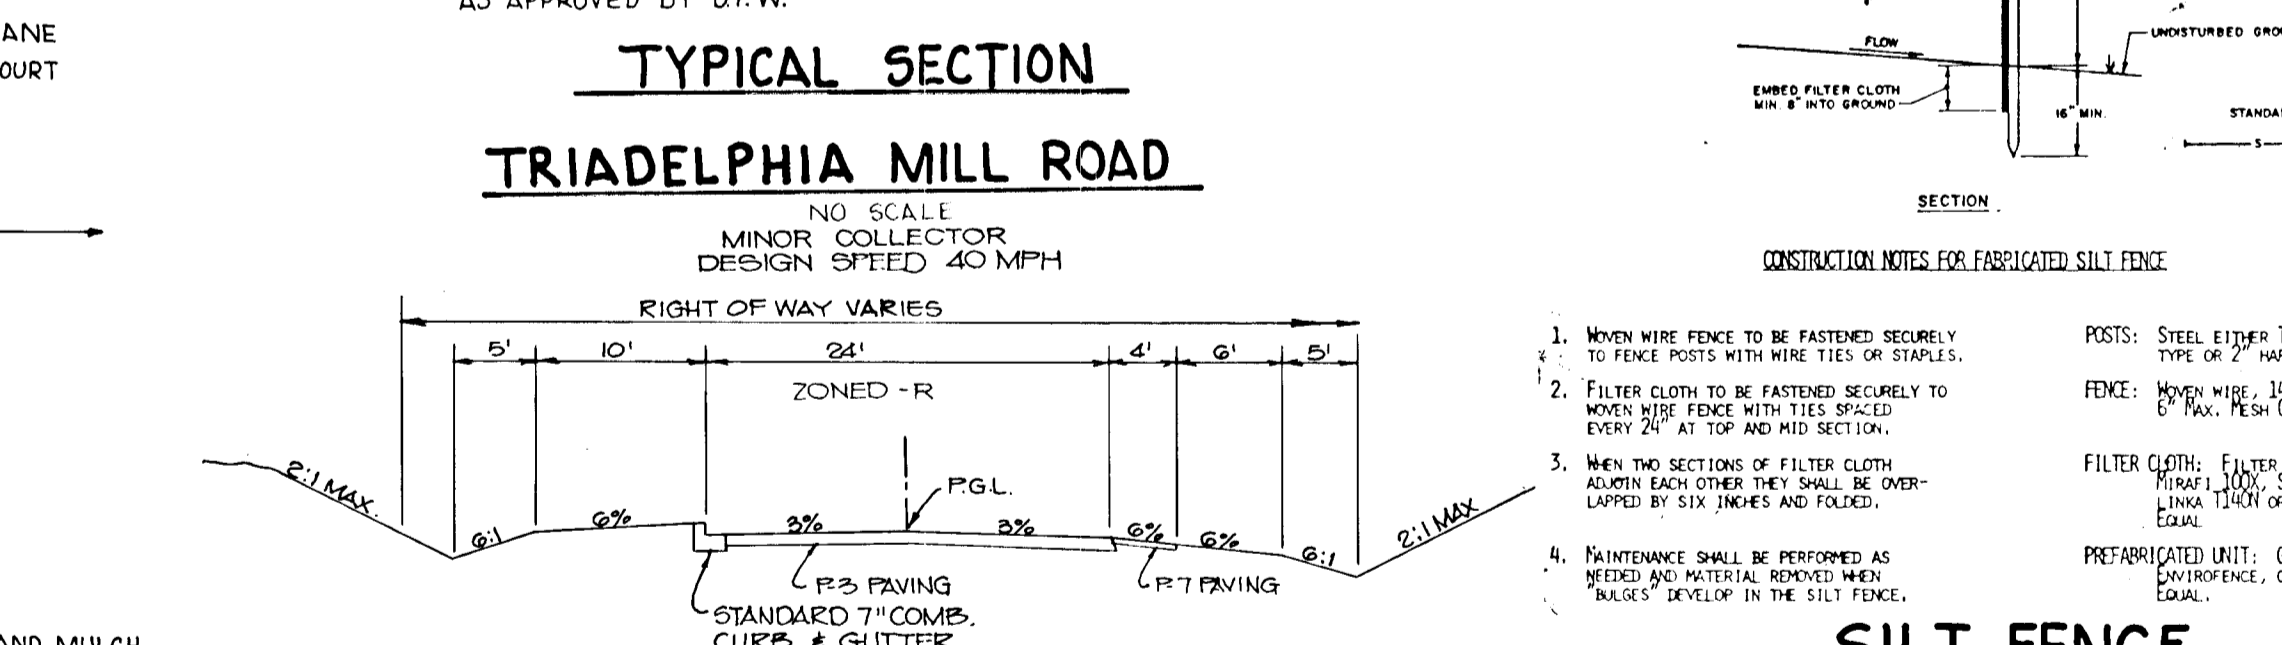 AS APPROVED BY D.P.W.
ANE
OURT
TYPICAL SECTION
TRIADELPHIA MILL ROAD
NO SCALE
MINOR COLLECTOR
DESIGN SPEED 40 MPH
RIGHT OF WAY VARIES
5' 10' 24' 4' 6' 5'
ZONED - R
2:1 MAX.
6:1
6%
3%
P.G.L.
3%
6%
6%
6:1
2:1 MAX
P-3 PAVING
P-7 PAVING
STANDARD 7" COMB.
CURB & GUTTER
AND MULCH
FLOW
UNDISTURBED GRO
EMBED FILTER CLOTH
MIN. 8" INTO GROUND
16" MIN.
STANDA
S
SECTION
CONSTRUCTION NOTES FOR FABRICATED SILT FENCE
1. WOVEN WIRE FENCE TO BE FASTENED SECURELY
TO FENCE POSTS WITH WIRE TIES OR STAPLES.
2. FILTER CLOTH TO BE FASTENED SECURELY TO
WOVEN WIRE FENCE WITH TIES SPACED
EVERY 24" AT TOP AND MID SECTION.
3. WHEN TWO SECTIONS OF FILTER CLOTH
ADJOIN EACH OTHER THEY SHALL BE OVER-
LAPPED BY SIX INCHES AND FOLDED.
4. MAINTENANCE SHALL BE PERFORMED AS
NEEDED AND MATERIAL REMOVED WHEN
"BULGES" DEVELOP IN THE SILT FENCE.
POSTS: STEEL EITHER T
TYPE OR 2" HAR
FENCE: WOVEN WIRE, 14
6" MAX. MESH
FILTER CLOTH: FILTER
MIRAFI 100X, S
LINKA T140N OR
EQUAL
PREFABRICATED UNIT: G
ENVIROFENCE, O
EQUAL.
SILT FENCE